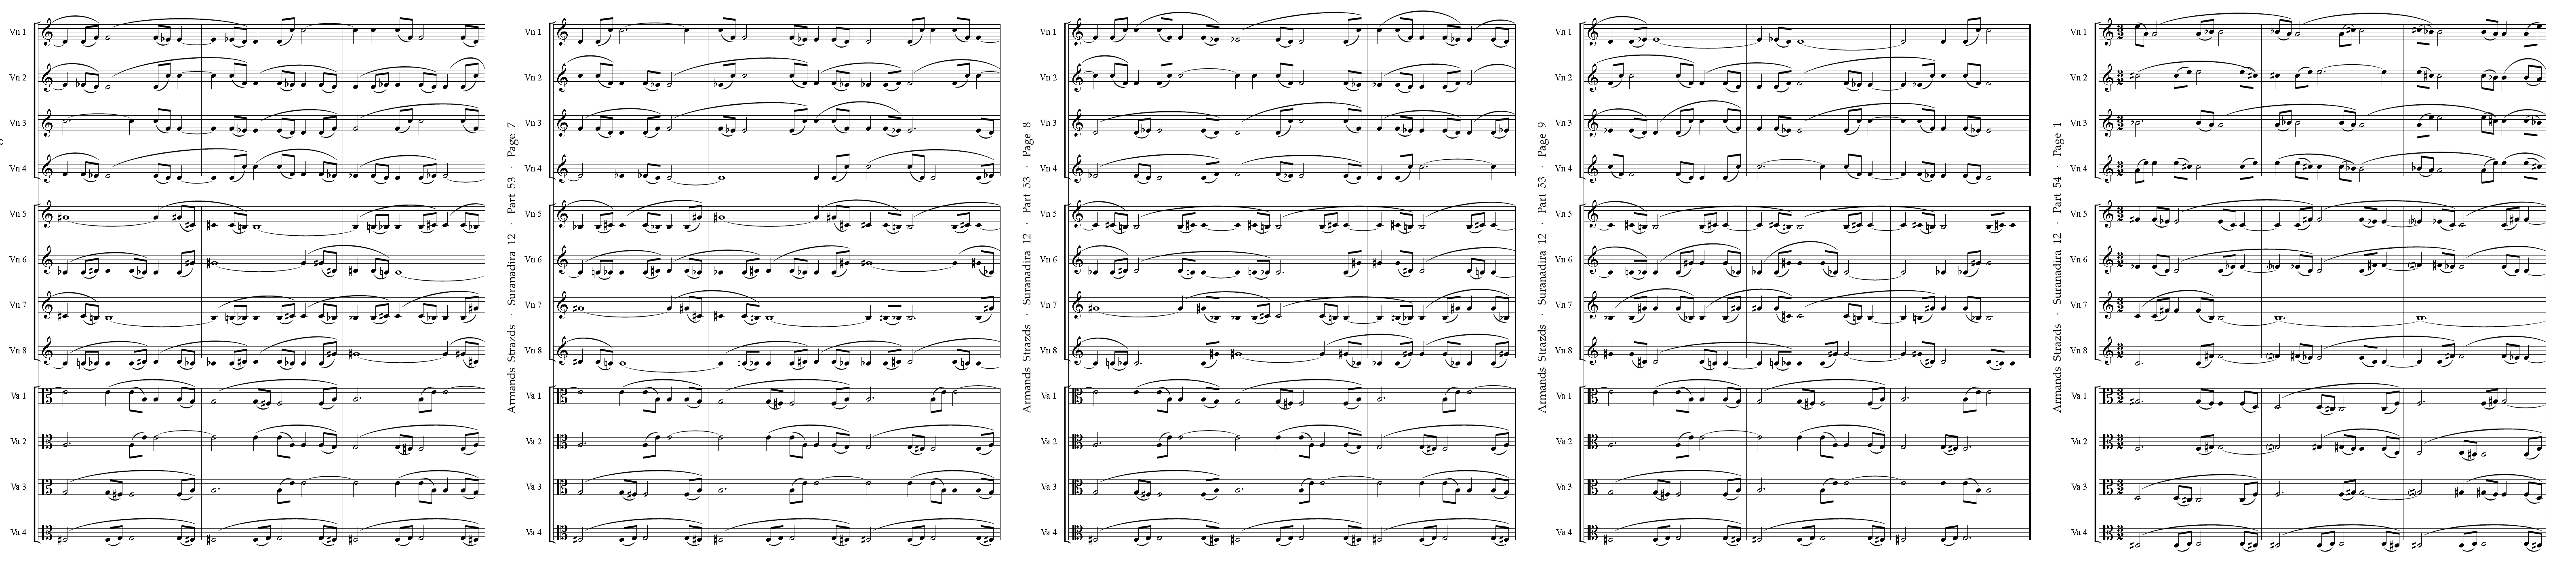 Vn 1
Vn 2
Vn 3
Vn 4
Vn 5
Vn 6
Vn 7
Vn 8
Va 1
Va 2
Va 3
Va 4
Armands Strazds · Suranadira 12 · Part 53 · Page 7
Vn 1
Vn 2
Vn 3
Vn 4
Vn 5
Vn 6
Vn 7
Vn 8
Va 1
Va 2
Va 3
Va 4
Armands Strazds · Suranadira 12 · Part 53 · Page 8
Vn 1
Vn 2
Vn 3
Vn 4
Vn 5
Vn 6
Vn 7
Vn 8
Va 1
Va 2
Va 3
Va 4
Armands Strazds · Suranadira 12 · Part 53 · Page 9
Vn 1
Vn 2
Vn 3
Vn 4
Vn 5
Vn 6
Vn 7
Vn 8
Va 1
Va 2
Va 3
Va 4
Armands Strazds · Suranadira 12 · Part 54 · Page 1
Vn 1
Vn 2
Vn 3
Vn 4
Vn 5
Vn 6
Vn 7
Vn 8
Va 1
Va 2
Va 3
Va 4